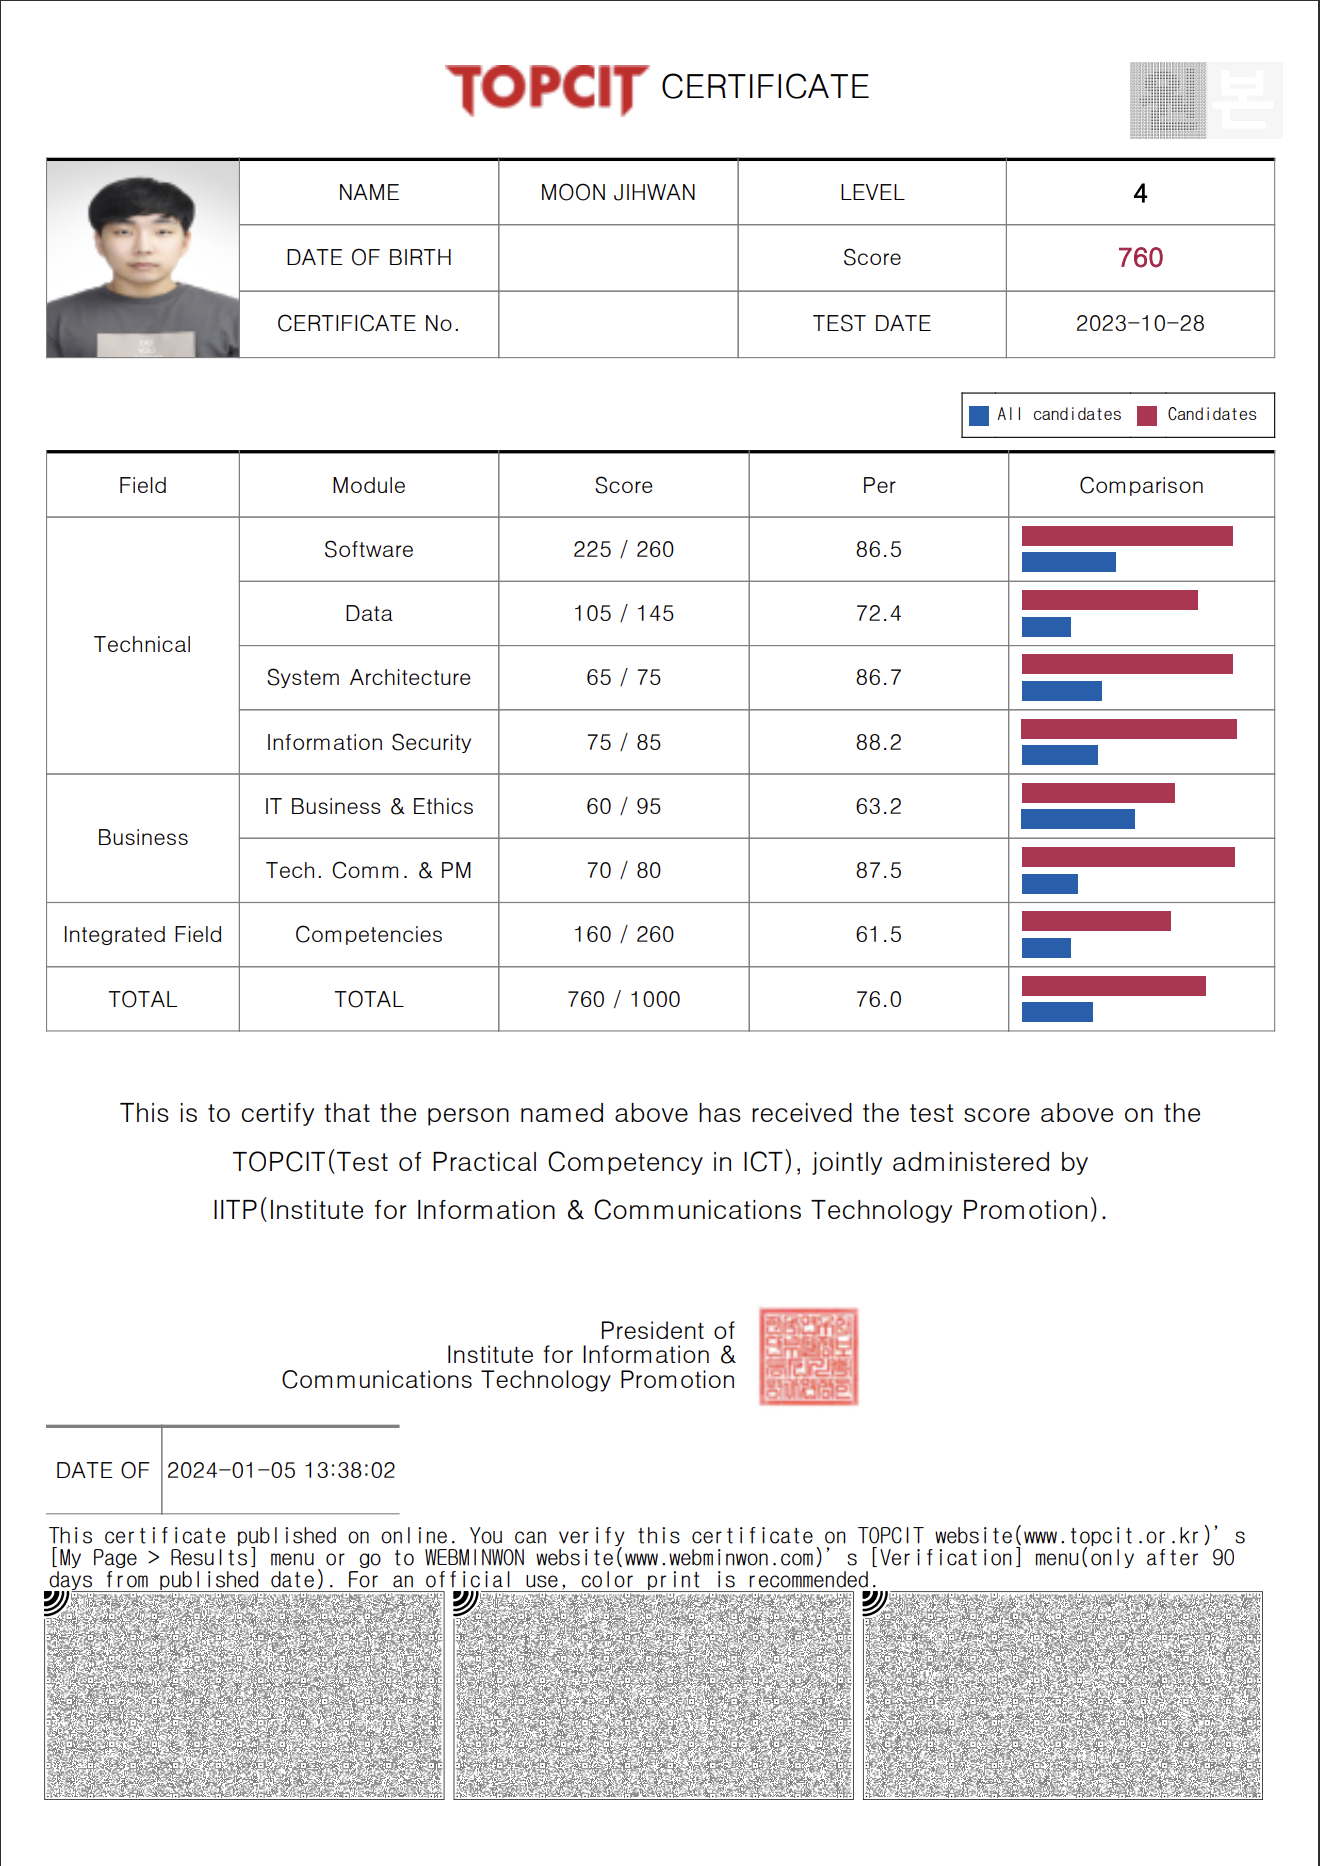 TOPCIT CERTIFICATE
본
NAME MOON JIHWAN LEVEL 4
DATE OF BIRTH Score 760
CERTIFICATE No. TEST DATE 2023-10-28
All candidates Candidates
Field Module Score Per Comparison
Technical
Software 225 / 260 86.5
Data 105 / 145 72.4
System Architecture 65 / 75 86.7
Information Security 75 / 85 88.2
Business
IT Business & Ethics 60 / 95 63.2
Tech. Comm. & PM 70 / 80 87.5
Integrated Field Competencies 160 / 260 61.5
TOTAL TOTAL 760 / 1000 76.0
This is to certify that the person named above has received the test score above on the
TOPCIT(Test of Practical Competency in ICT), jointly administered by
IITP(Institute for Information & Communications Technology Promotion).
President of
Institute for Information &
Communications Technology Promotion
DATE OF 2024-01-05 13:38:02
This certificate published on online. You can verify this certificate on TOPCIT website(www.topcit.or.kr)’s
[My Page > Results] menu or go to WEBMINWON website(www.webminwon.com)’s [Verification] menu(only after 90
days from published date). For an official use, color print is recommended.